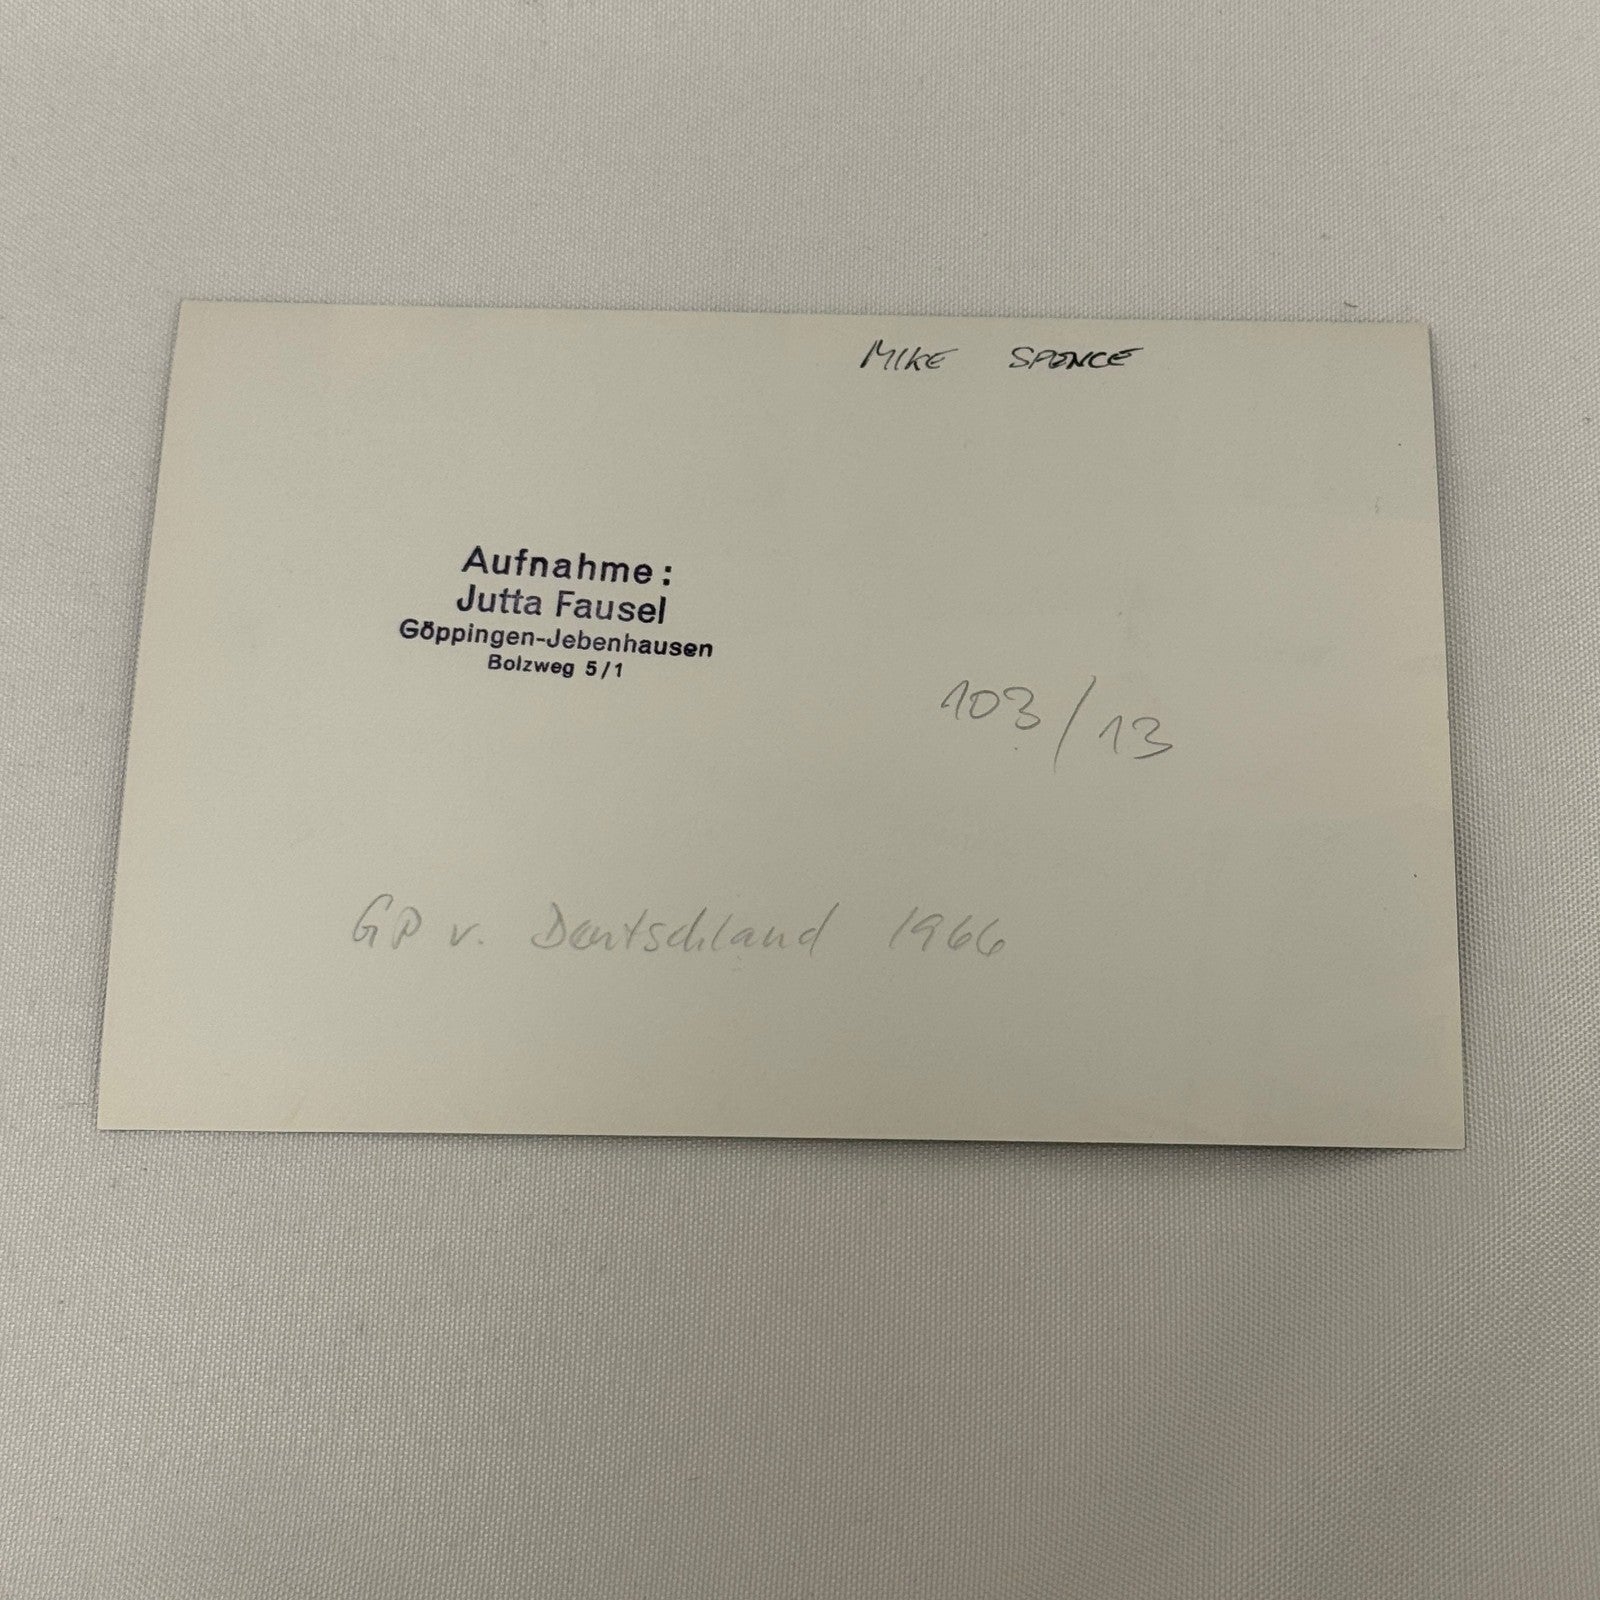 MIKE SPENCE
Aufnahme:
Jutta Fausel
Göppingen-Jebenhausen
Bolzweg 5/1
103/13
GP v. Deutschland 1966